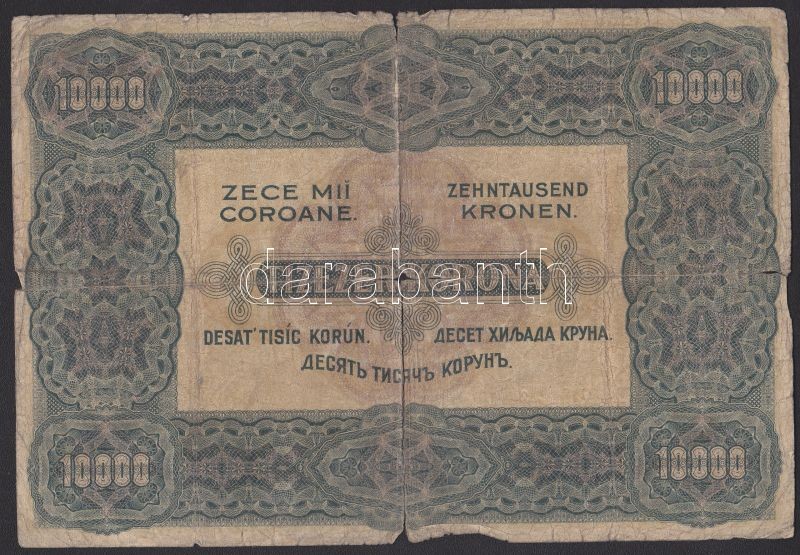 10000 10000
ZECE MII̯ ZEHNTAUSEND
COROANE. KRONEN.
darabanth
DESAT'TISÍC KORÚN. ДЕСЕТ ХИЉАДА КРУНА.
ДЕСЯТЬ ТИСЯЧЪ КОРУНЪ.
10000 10000